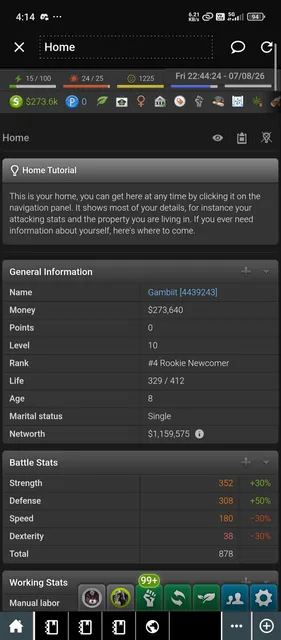 4:14
6.21 KB/s
5G
94
Home
15 / 100
24 / 25
1225
Fri 22:44:24 - 07/08/26
$273.6k
P 0
Home
Home Tutorial
This is your home, you can get here at any time by clicking it on the
navigation panel. It shows most of your details, for instance your
attacking stats and the property you are living in. If you ever need
information about yourself, here's where to come.
General Information
Name Gambiit [4439243]
Money $273,640
Points 0
Level 10
Rank #4 Rookie Newcomer
Life 329 / 412
Age 8
Marital status Single
Networth $1,159,575
Battle Stats
Strength 352 +30%
Defense 308 +50%
Speed 180 −30%
Dexterity 38 −30%
Total 878
Working Stats
99+
Manual labor